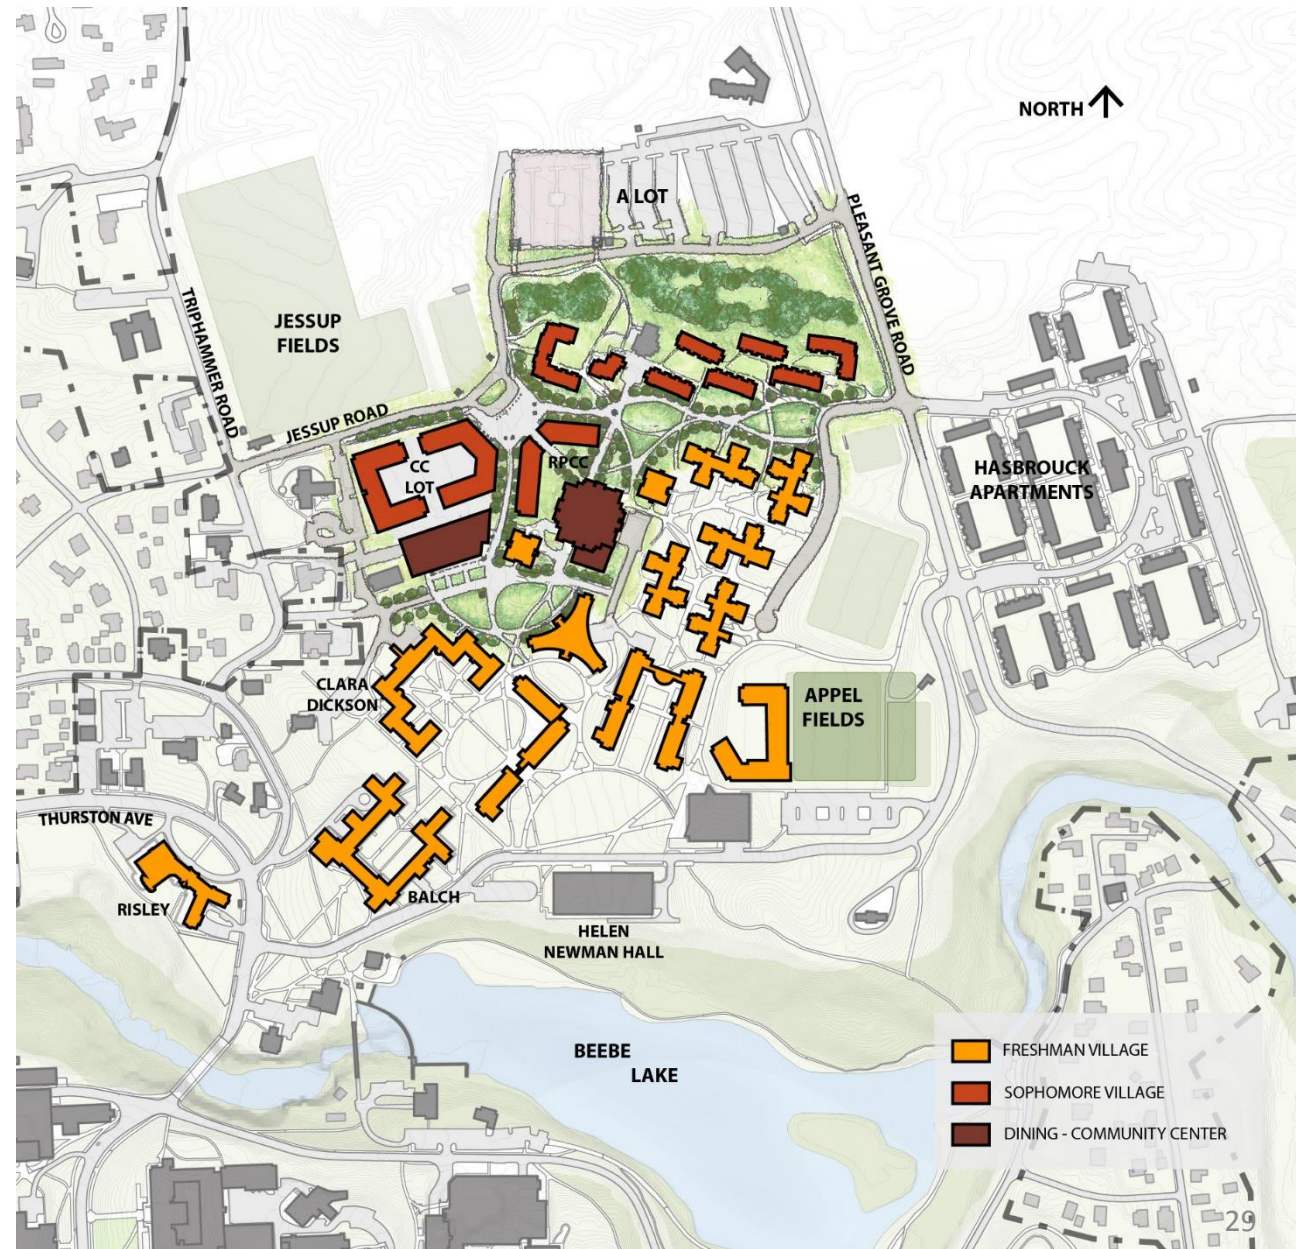 NORTH
A LOT
PLEASANT GROVE ROAD
TRIPHAMMER ROAD
JESSUP
FIELDS
JESSUP ROAD
CC
LOT
RPCC
HASBROUCK
APARTMENTS
CLARA
DICKSON
APPEL
FIELDS
THURSTON AVE
RISLEY
BALCH
HELEN
NEWMAN HALL
BEEBE
LAKE
FRESHMAN VILLAGE
SOPHOMORE VILLAGE
DINING - COMMUNITY CENTER
29